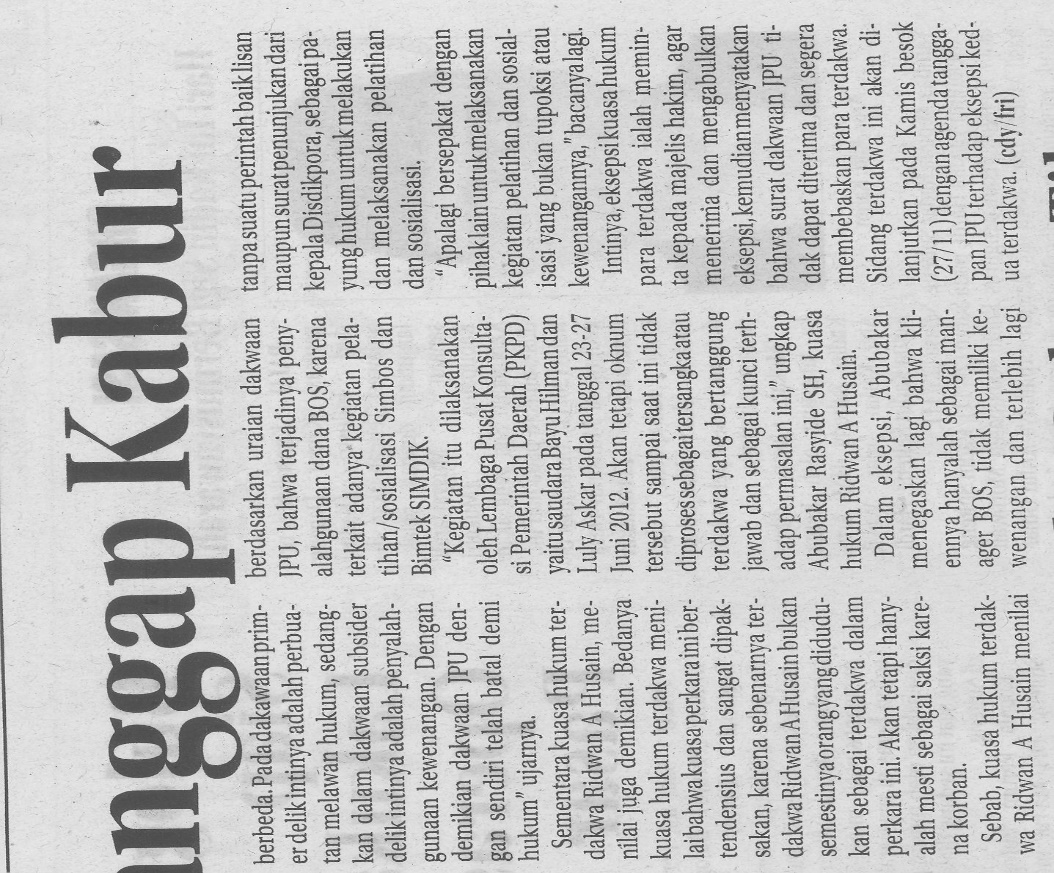 nggap Kabur
berbeda. Pada dakawaan prim-
er delik intinya adalah perbua-
tan melawan hukum, sedang-
kan dalam dakwaan subsider
delik intinya adalah penyalah-
gunaan kewenangan. Dengan
demikian dakwaan JPU den-
gan sendiri telah batal demi
hukum” ujarnya.
Sementara kuasa hukum ter-
dakwa Ridwan A Husain, me-
nilai juga demikian. Bedanya
kuasa hukum terdakwa meni-
lai bahwa kuasa perkara ini ber-
tendensius dan sangat dipak-
sakan, karena sebenarnya ter-
dakwa Ridwan A Husain bukan
semestinya orang yang didudu-
kan sebagai terdakwa dalam
perkara ini. Akan tetapi hany-
alah mesti sebagai saksi kare-
na korban.
Sebab, kuasa hukum terdak-
wa Ridwan A Husain menilai
berdasarkan uraian dakwaan
JPU, bahwa terjadinya peny-
alahgunaan dana BOS, karena
terkait adanya kegiatan pela-
tihan/sosialisasi Simbos dan
Bimtek SIMDIK.
“Kegiatan itu dilaksanakan
oleh Lembaga Pusat Konsulta-
si Pemerintah Daerah (PKPD)
yaitu saudara Bayu Hilman dan
Luly Askar pada tanggal 23-27
Juni 2012. Akan tetapi oknum
tersebut sampai saat ini tidak
diproses sebagai tersangka atau
terdakwa yang bertanggung
jawab dan sebagai kunci terh-
adap permasalan ini,” ungkap
Abubakar Rasyide SH, kuasa
hukum Ridwan A Husain.
Dalam eksepsi, Abubakar
menegaskan lagi bahwa kli-
ennya hanyalah sebagai man-
ager BOS, tidak memiliki ke-
wenangan dan terlebih lagi
tanpa suatu perintah baik lisan
maupun surat penunjukan dari
kepala Disdikpora, sebagai pa-
yung hukum untuk melakukan
dan melaksanakan pelatihan
dan sosialisasi.
“Apalagi bersepakat dengan
pihak lain untuk melaksanakan
kegiatan pelatihan dan sosial-
isasi yang bukan tupoksi atau
kewenangannya,” bacanya lagi.
Intinya, eksepsi kuasa hukum
para terdakwa ialah memin-
ta kepada majelis hakim, agar
menerima dan mengabulkan
eksepsi, kemudian menyatakan
bahwa surat dakwaan JPU ti-
dak dapat diterima dan segera
membebaskan para terdakwa.
Sidang terdakwa ini akan di-
lanjutkan pada Kamis besok
(27/11) dengan agenda tangga-
pan JPU terhadap eksepsi ked-
ua terdakwa. (cdy/fri)